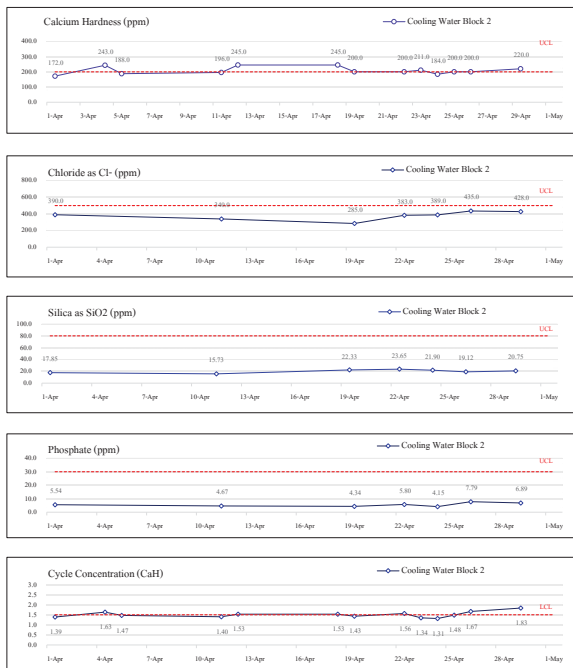 Calcium Hardness (ppm)
Cooling Water Block 2
400.0
300.0
200.0
100.0
0.0
UCL
172.0 243.0 188.0 196.0 245.0 245.0 200.0 200.0 211.0 184.0 200.0 200.0 220.0
1-Apr 3-Apr 5-Apr 7-Apr 9-Apr 11-Apr 13-Apr 15-Apr 17-Apr 19-Apr 21-Apr 23-Apr 25-Apr 27-Apr 29-Apr
Chloride as Cl- (ppm)
Cooling Water Block 2
800.0
600.0
400.0
200.0
0.0
UCL
390.0 285.0 383.0 389.0 435.0 428.0
1-Apr 4-Apr 7-Apr 10-Apr 13-Apr 16-Apr 19-Apr 22-Apr 25-Apr 28-Apr 1-May
Silica as SiO2 (ppm)
Cooling Water Block 2
100.0
80.0
60.0
40.0
20.0
0.0
UCL
17.85 15.73 22.33 23.65 21.90 19.12 20.75
1-Apr 4-Apr 7-Apr 10-Apr 13-Apr 16-Apr 19-Apr 22-Apr 25-Apr 28-Apr 1-May
Phosphate (ppm)
Cooling Water Block 2
40.0
30.0
20.0
10.0
0.0
UCL
5.54 4.67 4.34 5.80 4.15 7.79 6.89
1-Apr 4-Apr 7-Apr 10-Apr 13-Apr 16-Apr 19-Apr 22-Apr 25-Apr 28-Apr 1-May
Cycle Concentration (CaH)
Cooling Water Block 2
3.0
2.5
2.0
1.5
1.0
0.5
0.0
LCL
1.39 1.63 1.47 1.40 1.53 1.53 1.43 1.56 1.34 1.31 1.48 1.67 1.83
1-Apr 4-Apr 7-Apr 10-Apr 13-Apr 16-Apr 19-Apr 22-Apr 25-Apr 28-Apr 1-May